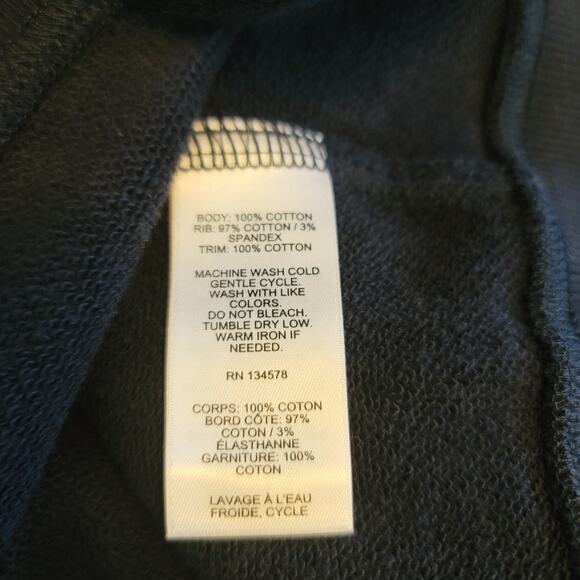 BODY: 100% COTTON
RIB: 97% COTTON / 3%
SPANDEX
TRIM: 100% COTTON
MACHINE WASH COLD
GENTLE CYCLE.
WASH WITH LIKE
COLORS.
DO NOT BLEACH.
TUMBLE DRY LOW.
WARM IRON IF
NEEDED.
RN 134578
CORPS: 100% COTON
BORD CÔTE: 97%
COTON / 3%
ÉLASTHANNE
GARNITURE: 100%
COTON
LAVAGE À L'EAU
FROIDE, CYCLE